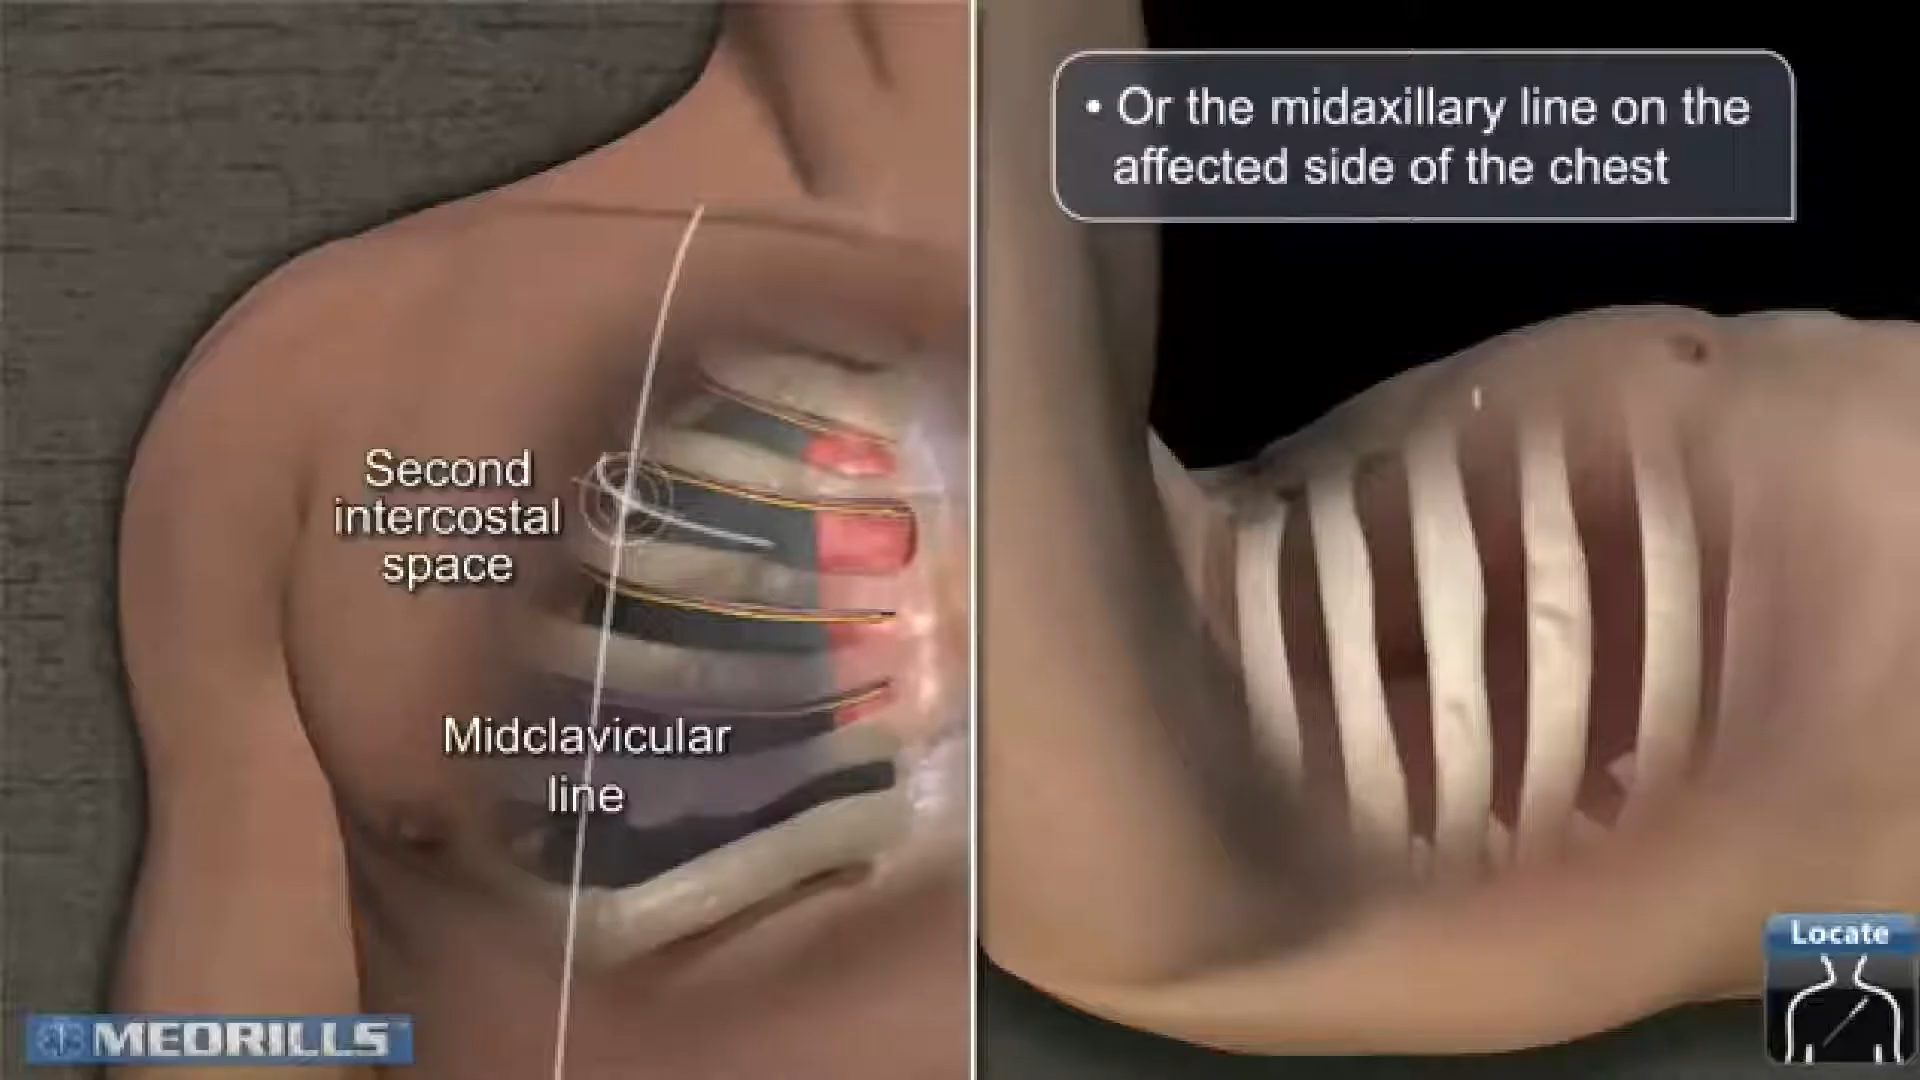 • Or the midaxillary line on the
affected side of the chest
Second
intercostal
space
Midclavicular
line
Locate
MEDRILLS